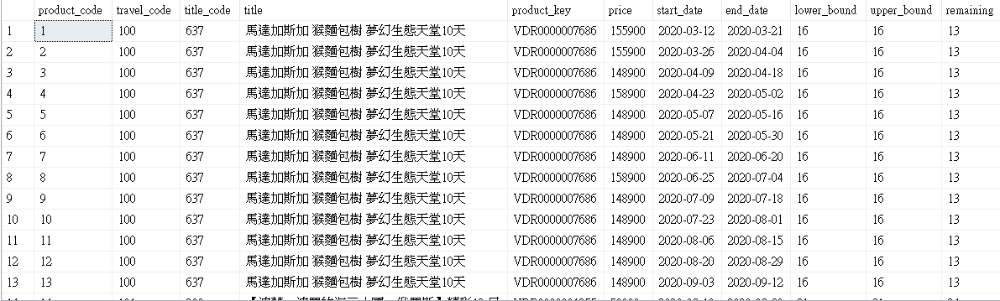 product_code travel_code title_code title product_key price start_date end_date lower_bound upper_bound remaining
1 1 100 637 馬達加斯加 猴麵包樹 夢幻生態天堂10天 VDR0000007686 155900 2020-03-12 2020-03-21 16 16 13
2 2 100 637 馬達加斯加 猴麵包樹 夢幻生態天堂10天 VDR0000007686 155900 2020-03-26 2020-04-04 16 16 13
3 3 100 637 馬達加斯加 猴麵包樹 夢幻生態天堂10天 VDR0000007686 148900 2020-04-09 2020-04-18 16 16 13
4 4 100 637 馬達加斯加 猴麵包樹 夢幻生態天堂10天 VDR0000007686 158900 2020-04-23 2020-05-02 16 16 13
5 5 100 637 馬達加斯加 猴麵包樹 夢幻生態天堂10天 VDR0000007686 148900 2020-05-07 2020-05-16 16 16 13
6 6 100 637 馬達加斯加 猴麵包樹 夢幻生態天堂10天 VDR0000007686 148900 2020-05-21 2020-05-30 16 16 13
7 7 100 637 馬達加斯加 猴麵包樹 夢幻生態天堂10天 VDR0000007686 148900 2020-06-11 2020-06-20 16 16 13
8 8 100 637 馬達加斯加 猴麵包樹 夢幻生態天堂10天 VDR0000007686 158900 2020-06-25 2020-07-04 16 16 13
9 9 100 637 馬達加斯加 猴麵包樹 夢幻生態天堂10天 VDR0000007686 148900 2020-07-09 2020-07-18 16 16 13
10 10 100 637 馬達加斯加 猴麵包樹 夢幻生態天堂10天 VDR0000007686 148900 2020-07-23 2020-08-01 16 16 13
11 11 100 637 馬達加斯加 猴麵包樹 夢幻生態天堂10天 VDR0000007686 148900 2020-08-06 2020-08-15 16 16 13
12 12 100 637 馬達加斯加 猴麵包樹 夢幻生態天堂10天 VDR0000007686 148900 2020-08-20 2020-08-29 16 16 13
13 13 100 637 馬達加斯加 猴麵包樹 夢幻生態天堂10天 VDR0000007686 148900 2020-09-03 2020-09-12 16 16 13